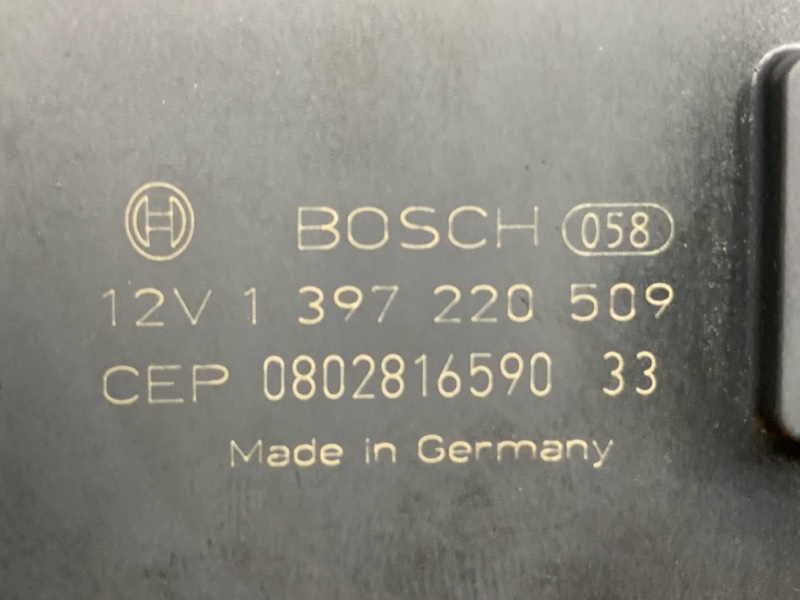 BOSCH 058
12V 1 397 220 509
CEP 0802816590 33
Made in Germany